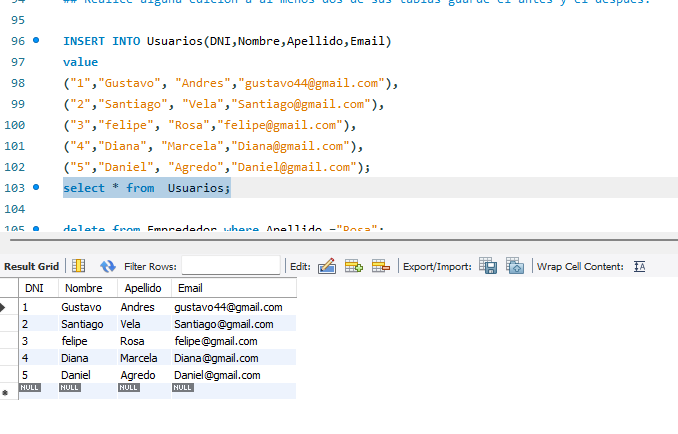 94 ## Realice alguna edicion a al menos dos de sus tablas guarde el antes y el despues.
95
96 INSERT INTO Usuarios(DNI,Nombre,Apellido,Email)
97 value
98 ("1","Gustavo", "Andres","gustavo44@gmail.com"),
99 ("2","Santiago", "Vela","Santiago@gmail.com"),
100 ("3","felipe", "Rosa","felipe@gmail.com"),
101 ("4","Diana", "Marcela","Diana@gmail.com"),
102 ("5","Daniel", "Agredo","Daniel@gmail.com");
103 select * from Usuarios;
104
105 delete from Emprededor where Apellido ="Rosa";
Result Grid Filter Rows: Edit: Export/Import: Wrap Cell Content: IA
DNI Nombre Apellido Email
1 Gustavo Andres gustavo44@gmail.com
2 Santiago Vela Santiago@gmail.com
3 felipe Rosa felipe@gmail.com
4 Diana Marcela Diana@gmail.com
5 Daniel Agredo Daniel@gmail.com
NULL NULL NULL NULL